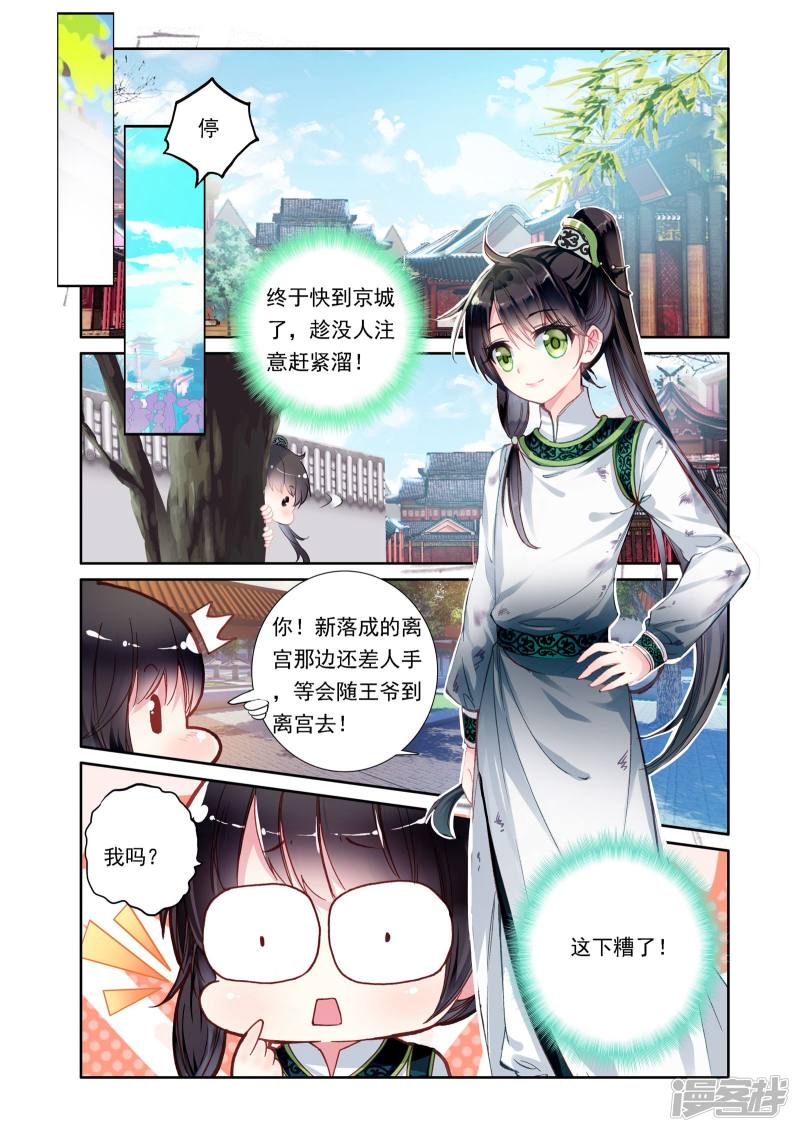 停
终于快到京城
了，趁没人注
意赶紧溜！
你！新落成的离
宫那边还差人手
，等会随王爷到
离宫去！
我吗？
这下糟了！
漫客栈